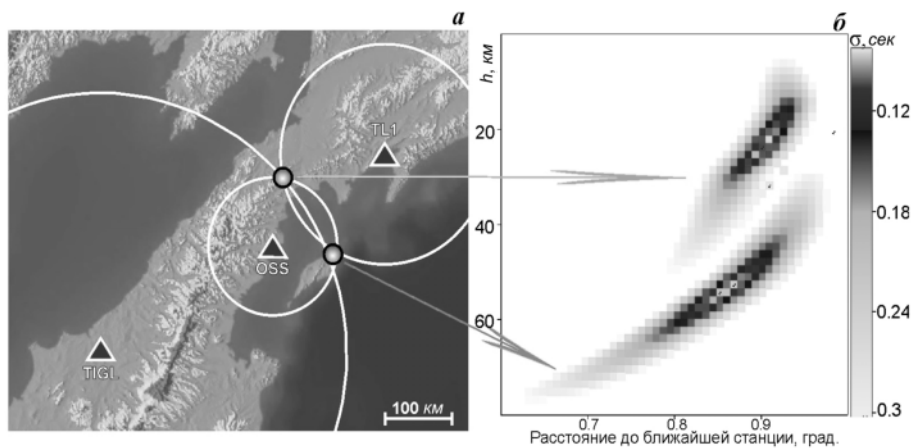 а
TL1
OSS
TIGL
100 км
б
σ, сек
h, км
20
40
60
0.12
0.18
0.24
0.3
0.7
0.8
0.9
Расстояние до ближайшей станции, град.